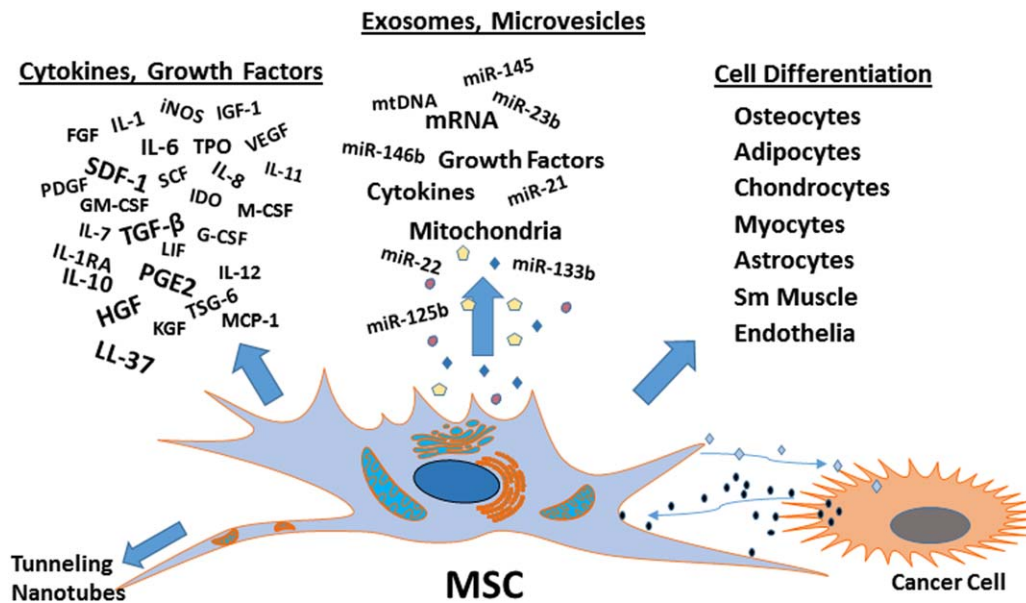 Exosomes, Microvesicles
Cytokines, Growth Factors
Cell Differentiation
FGF
IL-1
iNOS
IGF-1
IL-6
TPO
VEGF
SDF-1
SCF
IL-8
IL-11
PDGF
GM-CSF
IDO
M-CSF
IL-7
TGF-β
G-CSF
LIF
IL-1RA
IL-10
PGE2
IL-12
HGF
TSG-6
KGF
MCP-1
LL-37
miR-145
mtDNA
miR-23b
mRNA
miR-146b
Growth Factors
Cytokines
miR-21
Mitochondria
miR-22
miR-133b
miR-125b
Osteocytes
Adipocytes
Chondrocytes
Myocytes
Astrocytes
Sm Muscle
Endothelia
Tunneling
Nanotubes
MSC
Cancer Cell